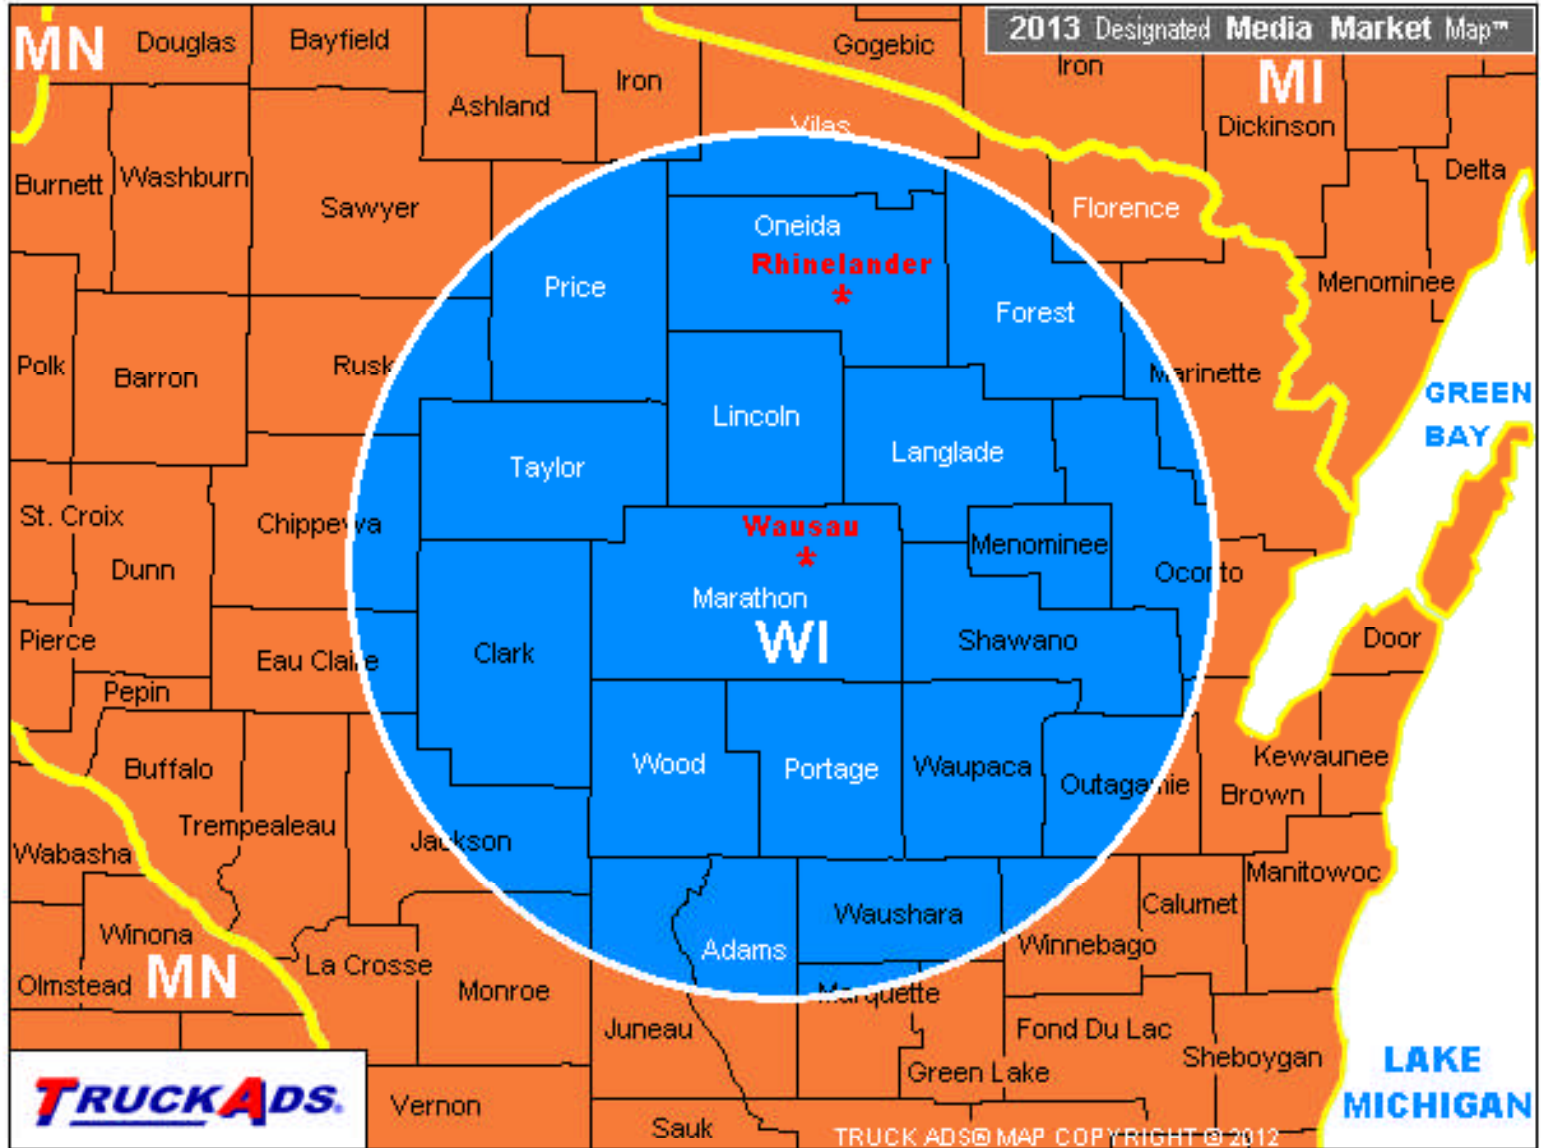 2013 Designated Media Market Map™
MN
Douglas
Bayfield
Gogebic
Iron
Iron
MI
Ashland
Dickinson
Vilas
Delta
Burnett
Washburn
Sawyer
Florence
Oneida
Rhinelander
*
Price
Menominee
Forest
Polk
Barron
Rusk
Marinette
GREEN
BAY
Lincoln
Langlade
Taylor
St. Croix
Chippewa
Wausau
*
Menominee
Dunn
Oconto
Marathon
WI
Pierce
Eau Claire
Clark
Shawano
Door
Pepin
Buffalo
Wood
Portage
Waupaca
Outagamie
Kewaunee
Brown
Trempealeau
Jackson
Wabasha
Manitowoc
Calumet
Waushara
Winona
Adams
Winnebago
MN
La Crosse
Olmstead
Monroe
Marquette
Juneau
Fond Du Lac
Sheboygan
LAKE
MICHIGAN
Green Lake
TRUCKADS.
Vernon
Sauk
TRUCK ADS® MAP COPYRIGHT © 2012